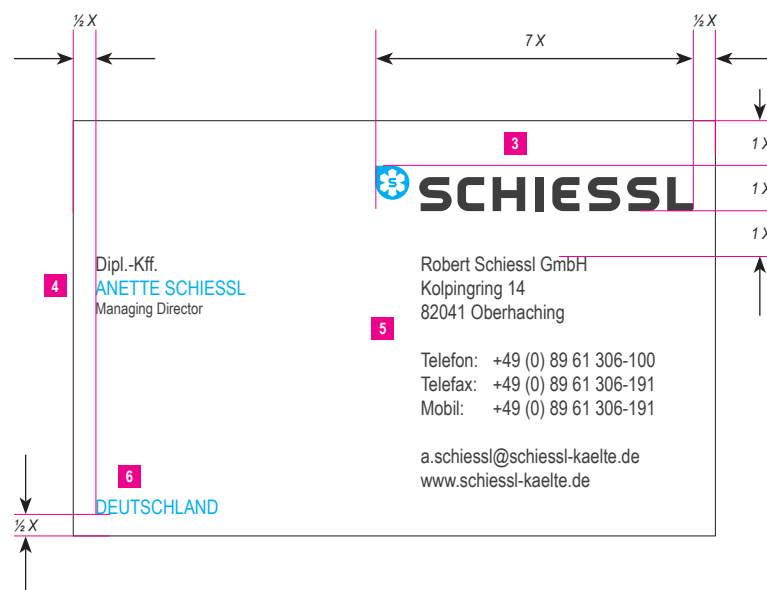 ½ X
7 X
½ X
3
1 X
1 X
1 X
S SCHIESSL
4
Dipl.-Kff.
ANETTE SCHIESSL
Managing Director
5
Robert Schiessl GmbH
Kolpingring 14
82041 Oberhaching
Telefon: +49 (0) 89 61 306-100
Telefax: +49 (0) 89 61 306-191
Mobil: +49 (0) 89 61 306-191
a.schiessl@schiessl-kaelte.de
www.schiessl-kaelte.de
6
DEUTSCHLAND
½ X